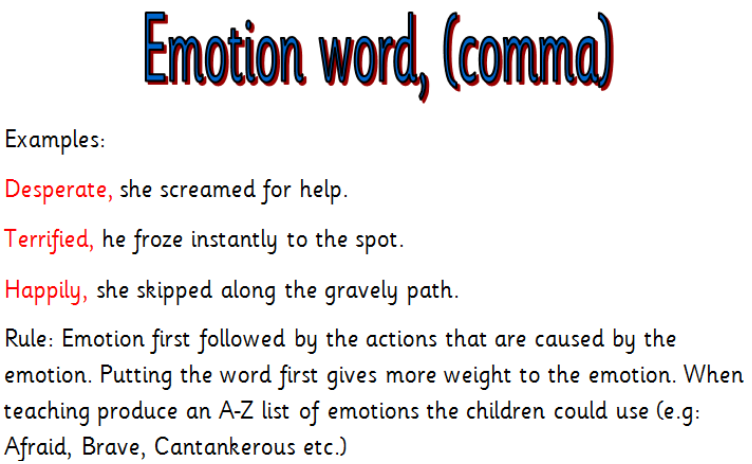 Emotion word, (comma)
Examples:
Desperate, she screamed for help.
Terrified, he froze instantly to the spot.
Happily, she skipped along the gravely path.
Rule: Emotion first followed by the actions that are caused by the
emotion. Putting the word first gives more weight to the emotion. When
teaching produce an A-Z list of emotions the children could use (e.g:
Afraid, Brave, Cantankerous etc.)